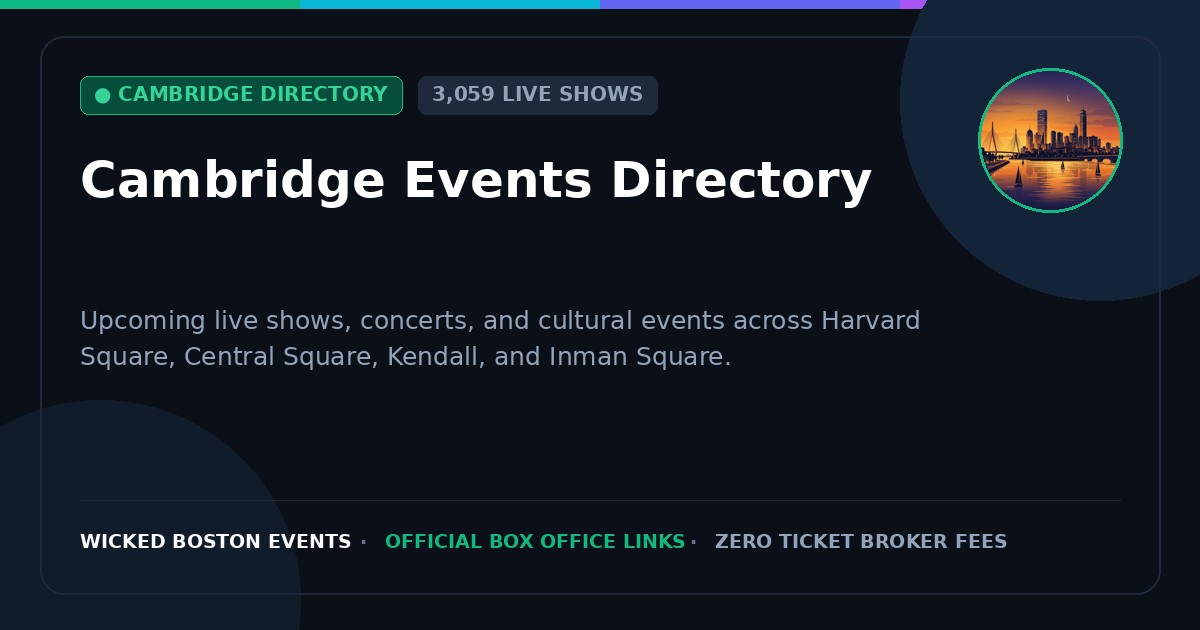 CAMBRIDGE DIRECTORY
3,059 LIVE SHOWS
Cambridge Events Directory
Upcoming live shows, concerts, and cultural events across Harvard
Square, Central Square, Kendall, and Inman Square.
WICKED BOSTON EVENTS · OFFICIAL BOX OFFICE LINKS · ZERO TICKET BROKER FEES